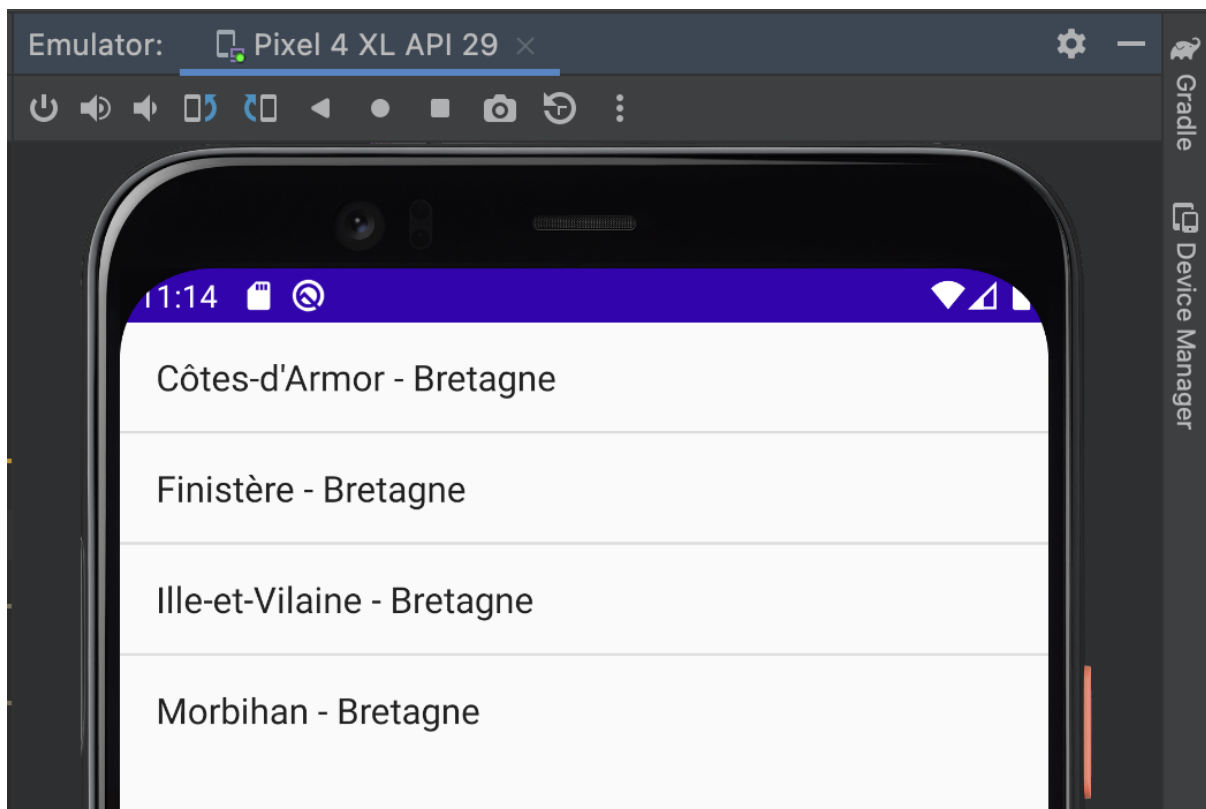 Emulator: Pixel 4 XL API 29
Gradle
Device Manager
11:14
Côtes-d'Armor - Bretagne
Finistère - Bretagne
Ille-et-Vilaine - Bretagne
Morbihan - Bretagne